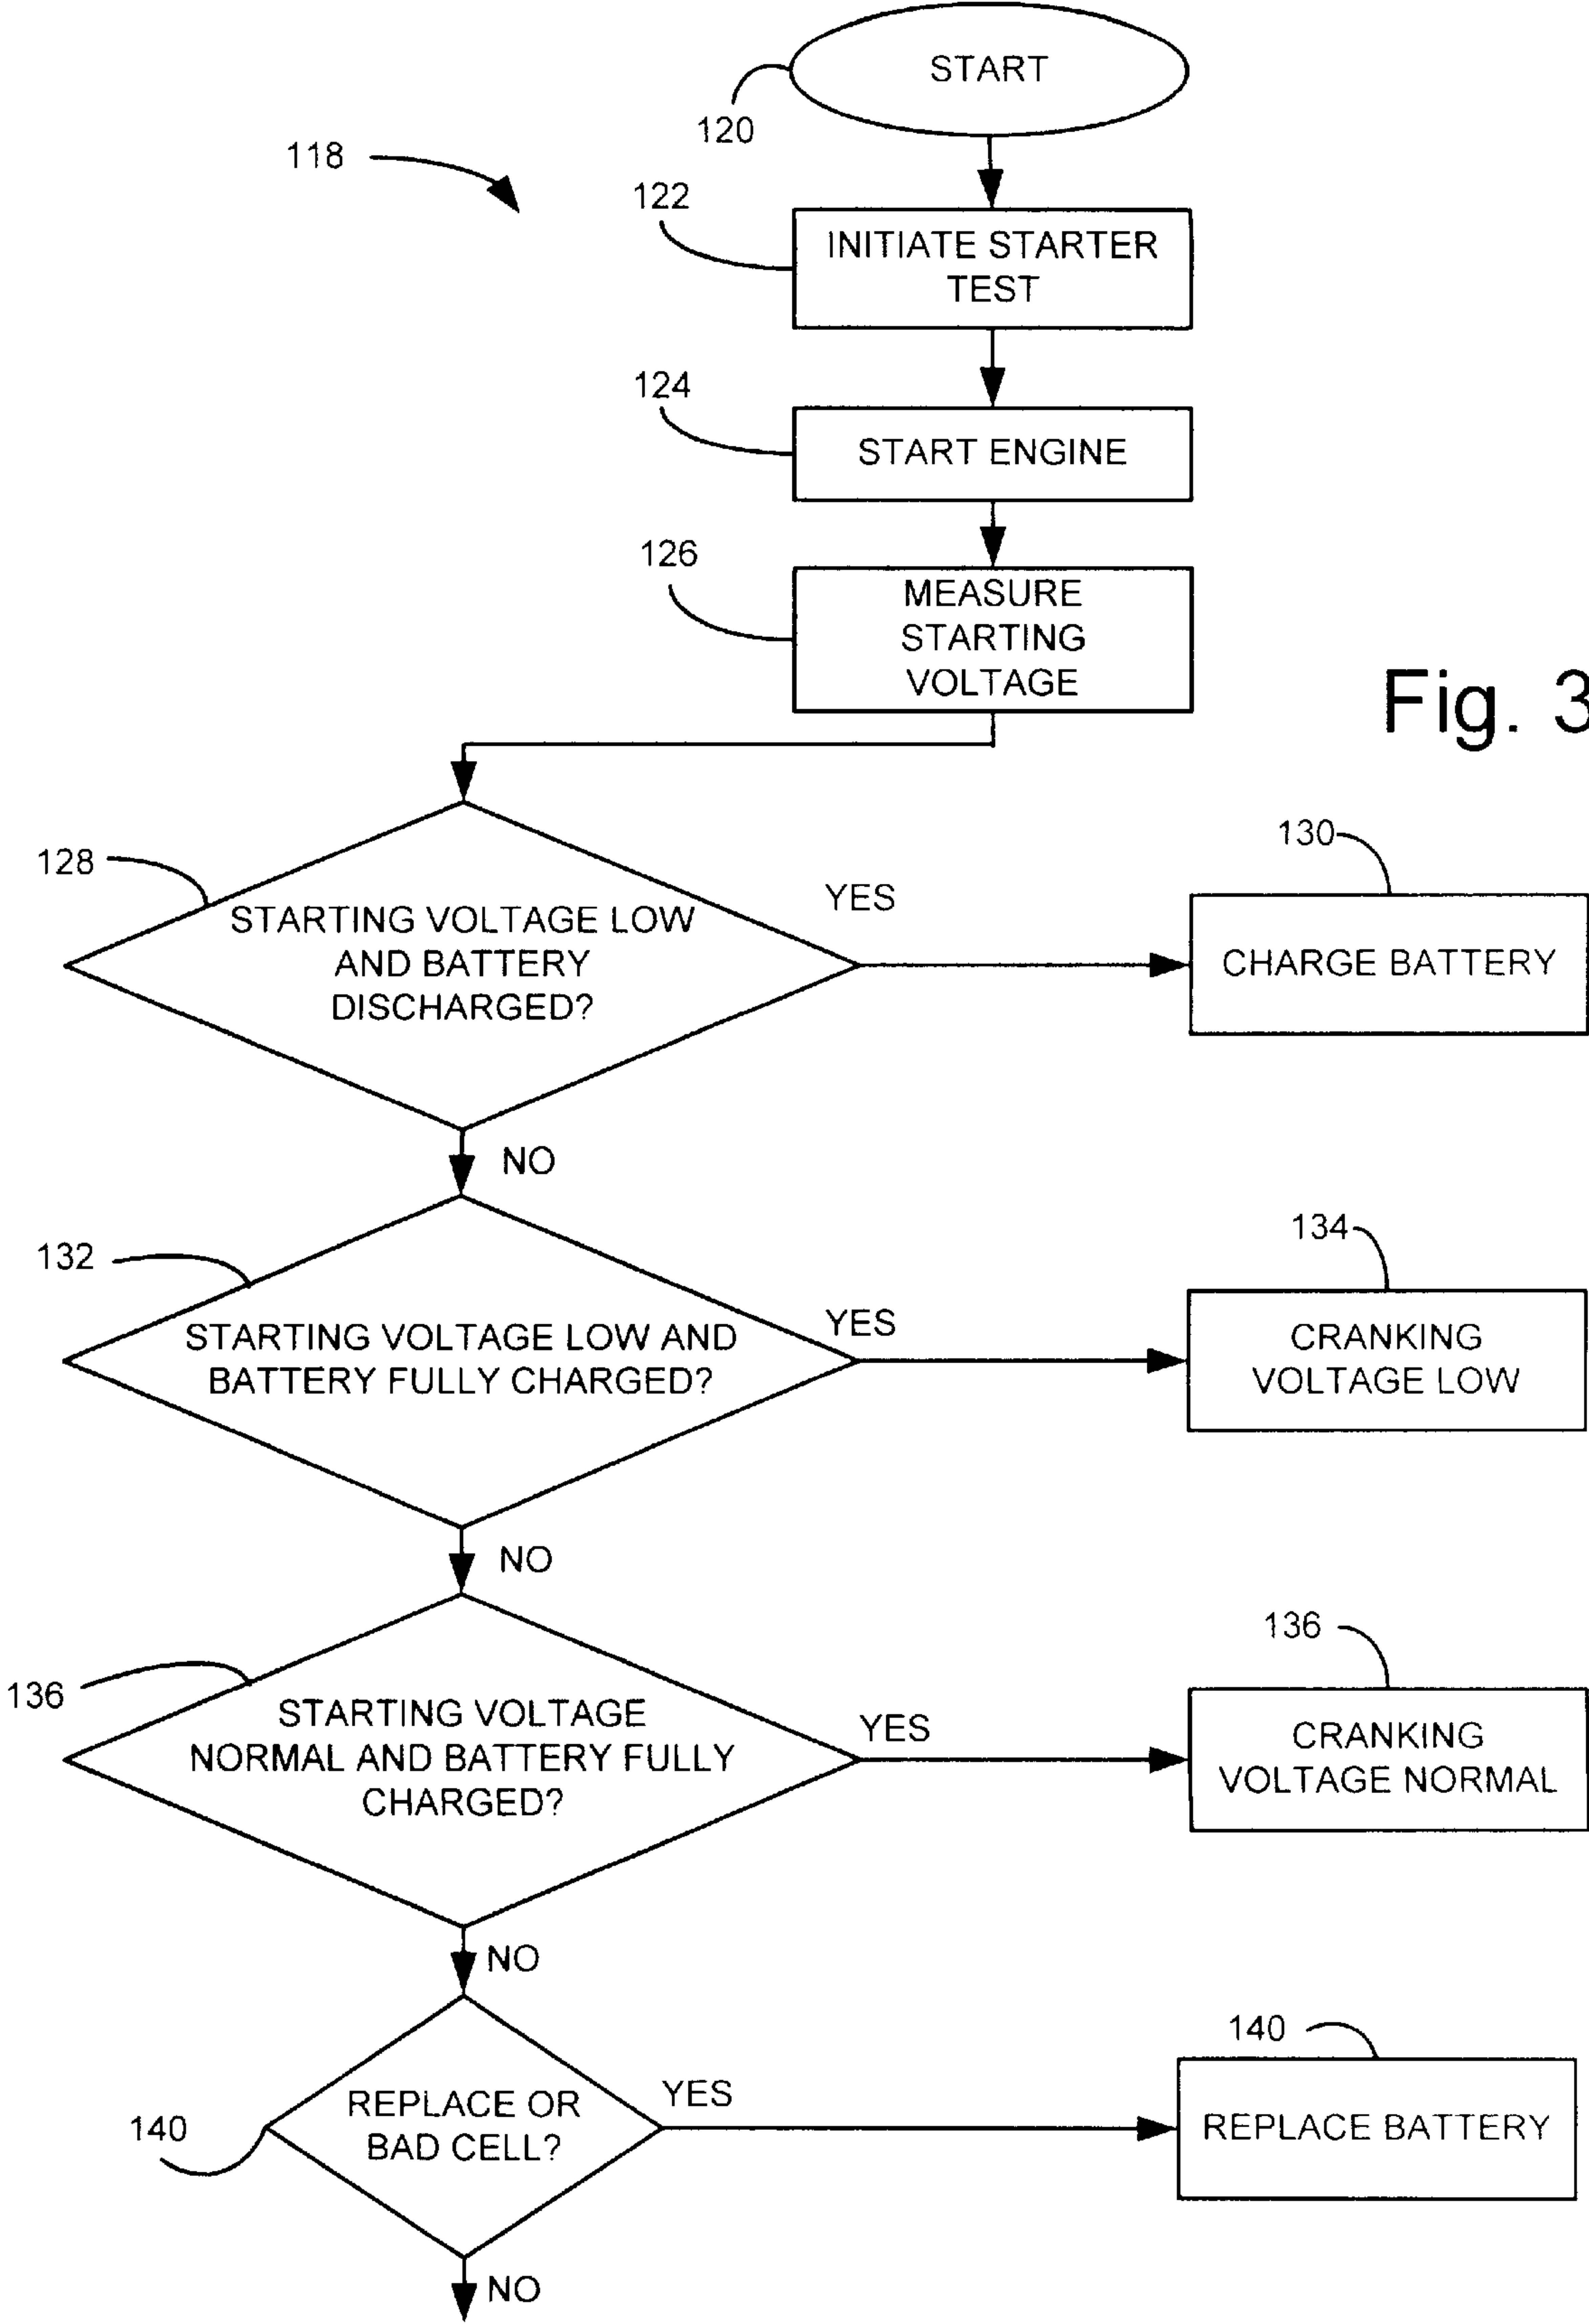 START
120
118
122
INITIATE STARTER
TEST
124
START ENGINE
126
MEASURE
STARTING
VOLTAGE
Fig. 3
128
STARTING VOLTAGE LOW
AND BATTERY
DISCHARGED?
YES
130
CHARGE BATTERY
NO
132
STARTING VOLTAGE LOW AND
BATTERY FULLY CHARGED?
YES
134
CRANKING
VOLTAGE LOW
NO
136
STARTING VOLTAGE
NORMAL AND BATTERY FULLY
CHARGED?
YES
136
CRANKING
VOLTAGE NORMAL
NO
140
REPLACE OR
BAD CELL?
YES
140
REPLACE BATTERY
NO